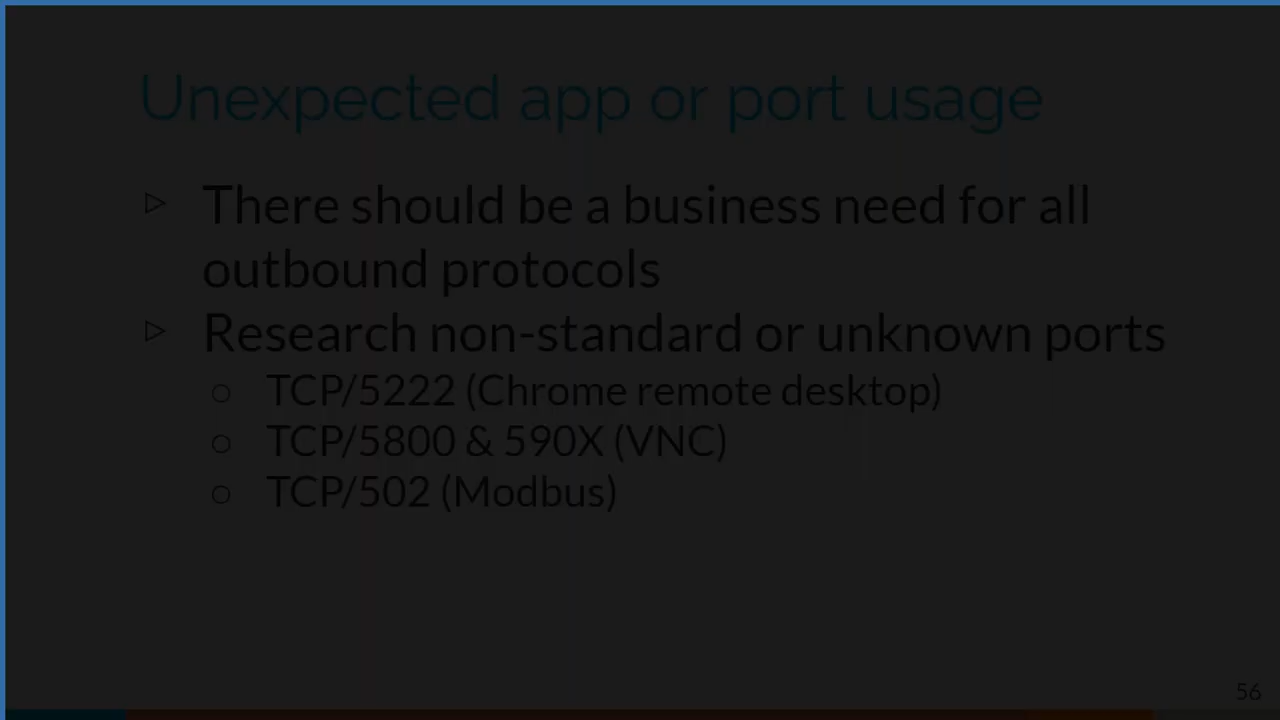 Unexpected app or port usage
▷ There should be a business need for all
outbound protocols
▷ Research non-standard or unknown ports
○ TCP/5222 (Chrome remote desktop)
○ TCP/5800 & 590X (VNC)
○ TCP/502 (Modbus)
56